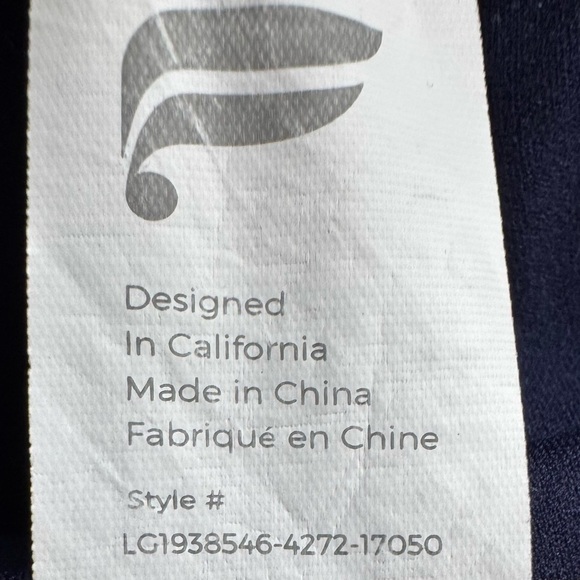 Designed
In California
Made in China
Fabriqué en Chine
Style #
LG1938546-4272-17050